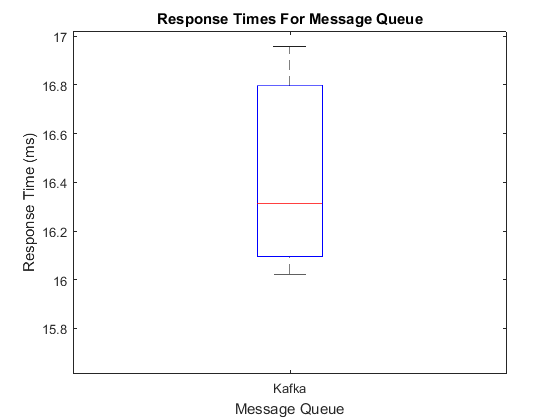 Response Times For Message Queue
17
16.8
16.6
16.4
16.2
16
15.8
Response Time (ms)
Kafka
Message Queue